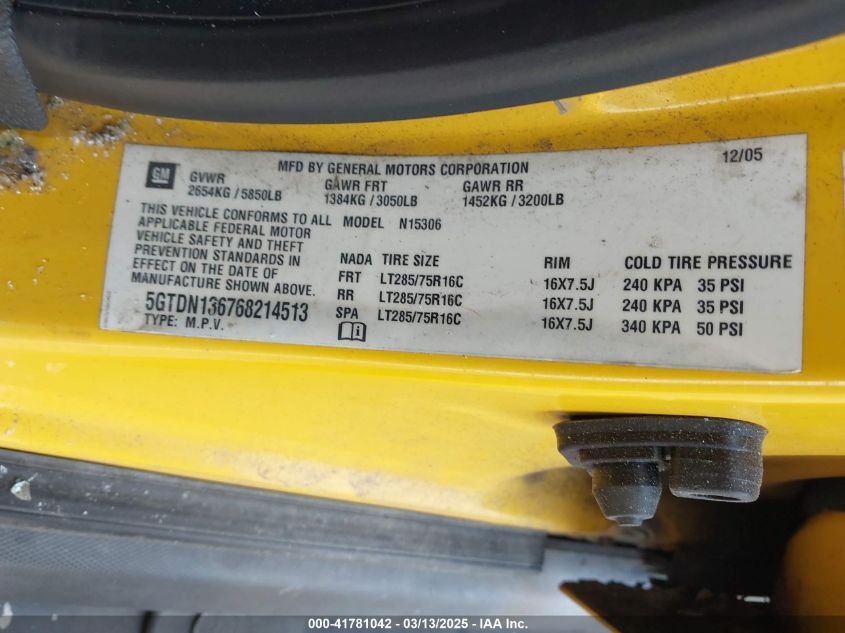 MFD BY GENERAL MOTORS CORPORATION 12/05
GM GVWR GAWR FRT GAWR RR
2654KG / 5850LB 1384KG / 3050LB 1452KG / 3200LB
THIS VEHICLE CONFORMS TO ALL MODEL N15306
APPLICABLE FEDERAL MOTOR
VEHICLE SAFETY AND THEFT
PREVENTION STANDARDS IN
EFFECT ON THE DATE OF
MANUFACTURE SHOWN ABOVE.
5GTDN136768214513
TYPE: M.P.V.
NADA TIRE SIZE RIM COLD TIRE PRESSURE
FRT LT285/75R16C 16X7.5J 240 KPA 35 PSI
RR LT285/75R16C 16X7.5J 240 KPA 35 PSI
SPA LT285/75R16C 16X7.5J 340 KPA 50 PSI
000-41781042 - 03/13/2025 - IAA Inc.